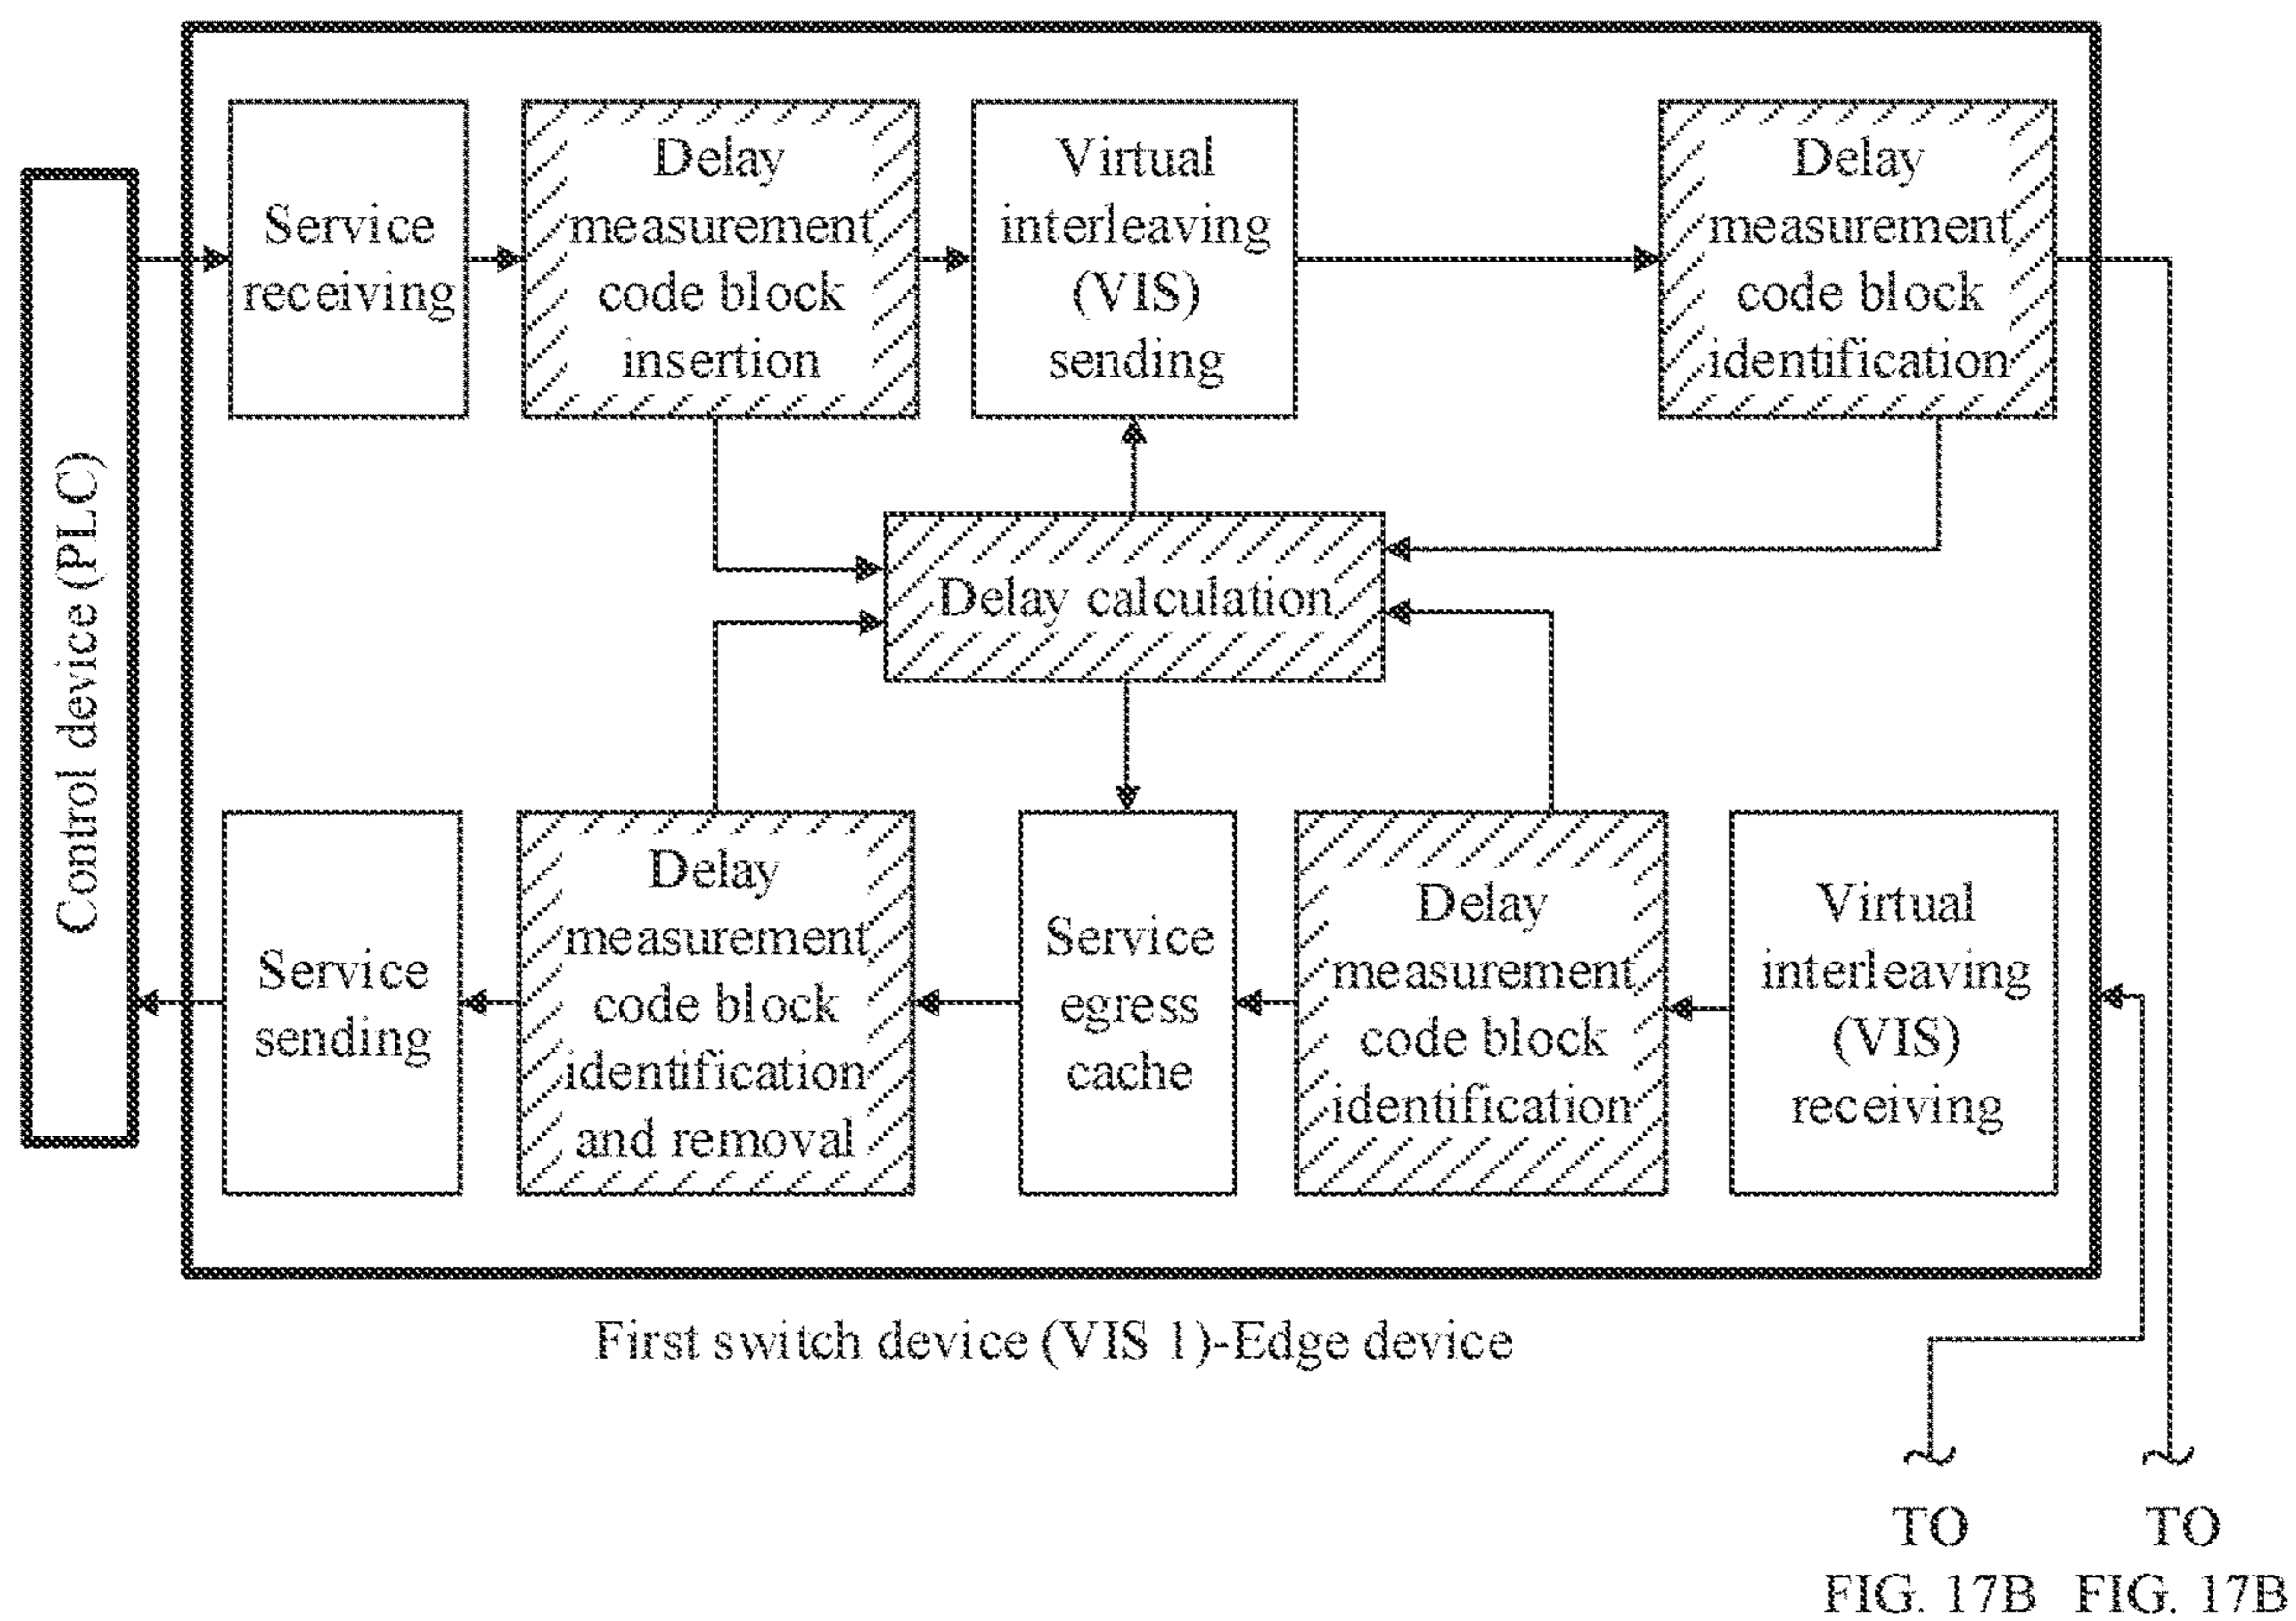 Control device (PLC)
Service
receiving
Delay
measurement
code block
insertion
Virtual
interleaving
(VIS)
sending
Delay
measurement
code block
identification
Delay calculation
Service
sending
Delay
measurement
code block
identification
and removal
Service
egress
cache
Delay
measurement
code block
identification
Virtual
interleaving
(VIS)
receiving
First switch device (VIS 1)-Edge device
TO
FIG. 17B
TO
FIG. 17B